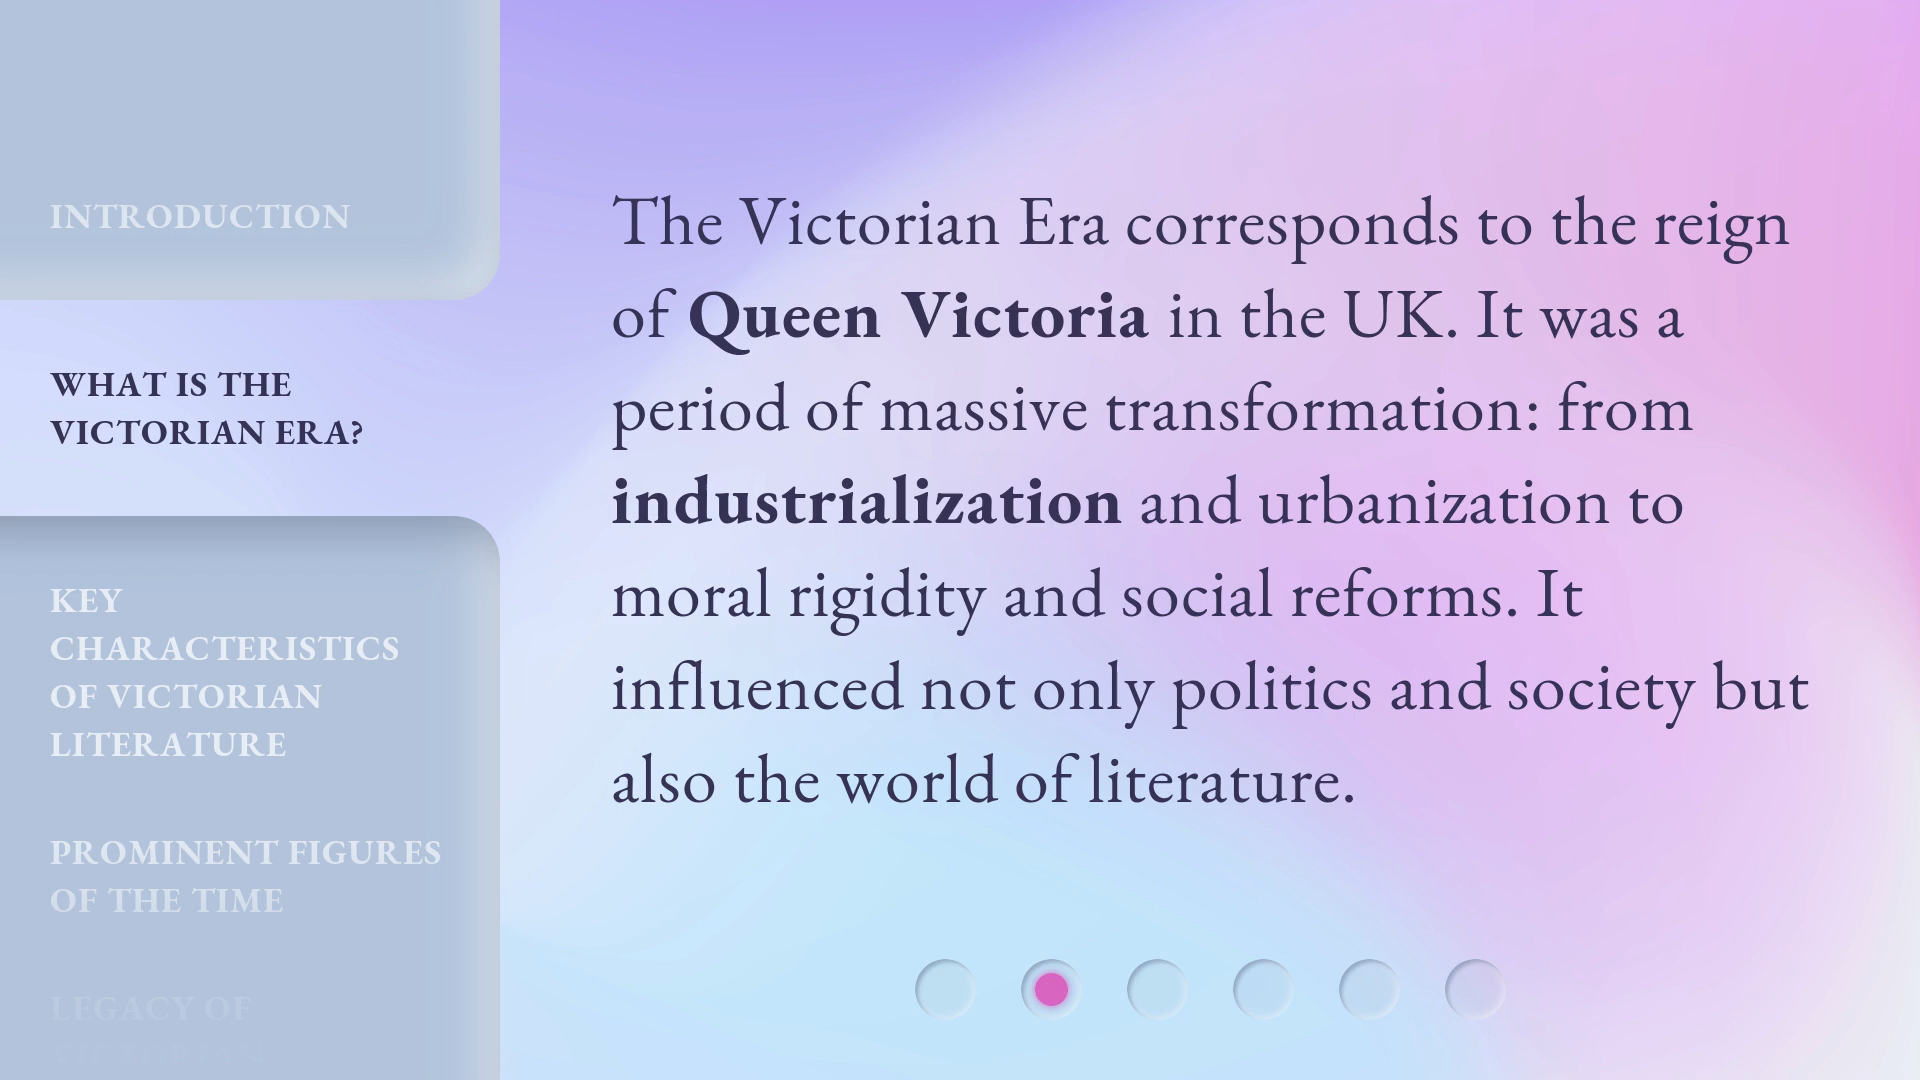 INTRODUCTION
WHAT IS THE
VICTORIAN ERA?
KEY
CHARACTERISTICS
OF VICTORIAN
LITERATURE
PROMINENT FIGURES
OF THE TIME
LEGACY OF
VICTORIAN
The Victorian Era corresponds to the reign
of Queen Victoria in the UK. It was a
period of massive transformation: from
industrialization and urbanization to
moral rigidity and social reforms. It
influenced not only politics and society but
also the world of literature.